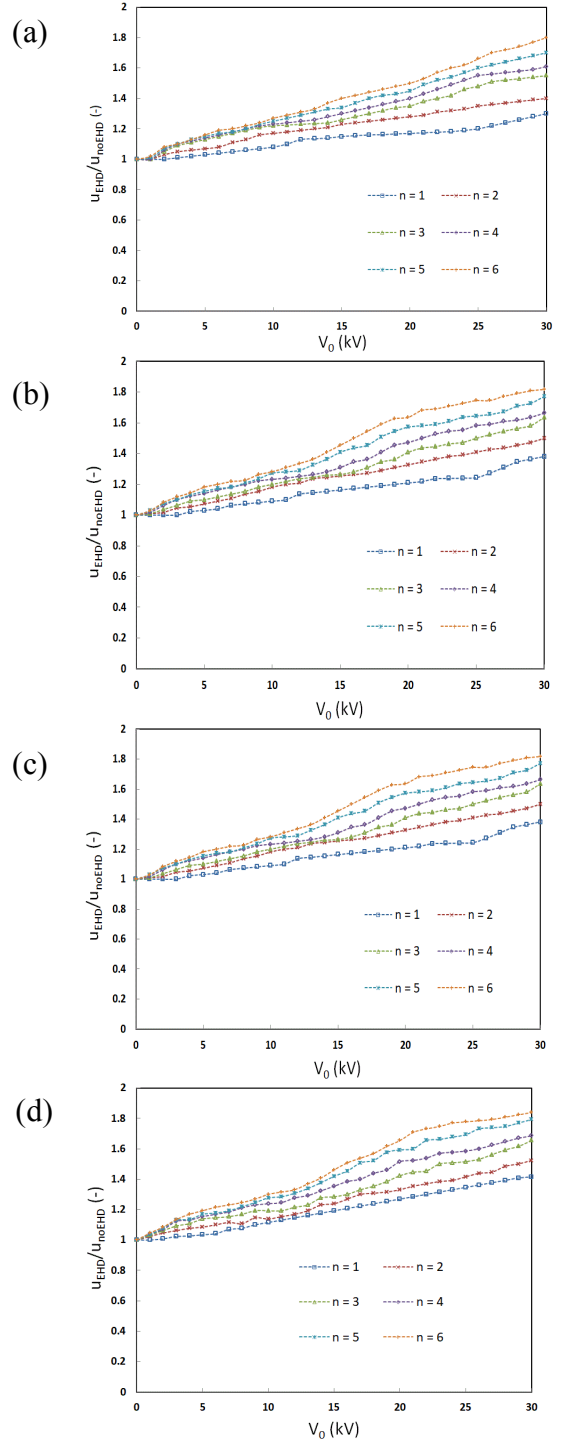 (a)
u_EHD/u_noEHD (-)
2
1.8
1.6
1.4
1.2
1
0.8
0.6
0.4
0.2
0
n = 1 n = 2
n = 3 n = 4
n = 5 n = 6
0 5 10 15 20 25 30
V_0 (kV)
(b)
u_EHD/u_noEHD (-)
2
1.8
1.6
1.4
1.2
1
0.8
0.6
0.4
0.2
0
n = 1 n = 2
n = 3 n = 4
n = 5 n = 6
0 5 10 15 20 25 30
V_0 (kV)
(c)
u_EHD/u_noEHD (-)
2
1.8
1.6
1.4
1.2
1
0.8
0.6
0.4
0.2
0
n = 1 n = 2
n = 3 n = 4
n = 5 n = 6
0 5 10 15 20 25 30
V_0 (kV)
(d)
u_EHD/u_noEHD (-)
2
1.8
1.6
1.4
1.2
1
0.8
0.6
0.4
0.2
0
n = 1 n = 2
n = 3 n = 4
n = 5 n = 6
0 5 10 15 20 25 30
V_0 (kV)